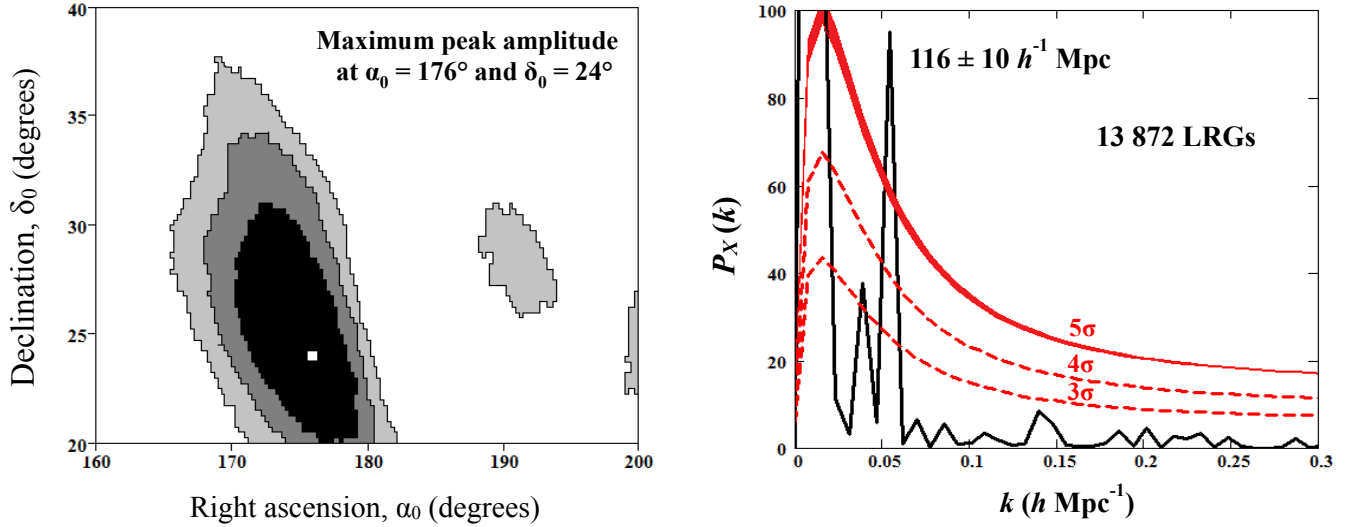 40
35
30
25
20
160
170
180
190
200
Declination, δ₀ (degrees)
Right ascension, α₀ (degrees)
Maximum peak amplitude
at α₀ = 176° and δ₀ = 24°
100
80
60
40
20
0
0
0.05
0.1
0.15
0.2
0.25
0.3
P_X(k)
k (h Mpc⁻¹)
116 ± 10 h⁻¹ Mpc
13 872 LRGs
5σ
4σ
3σ